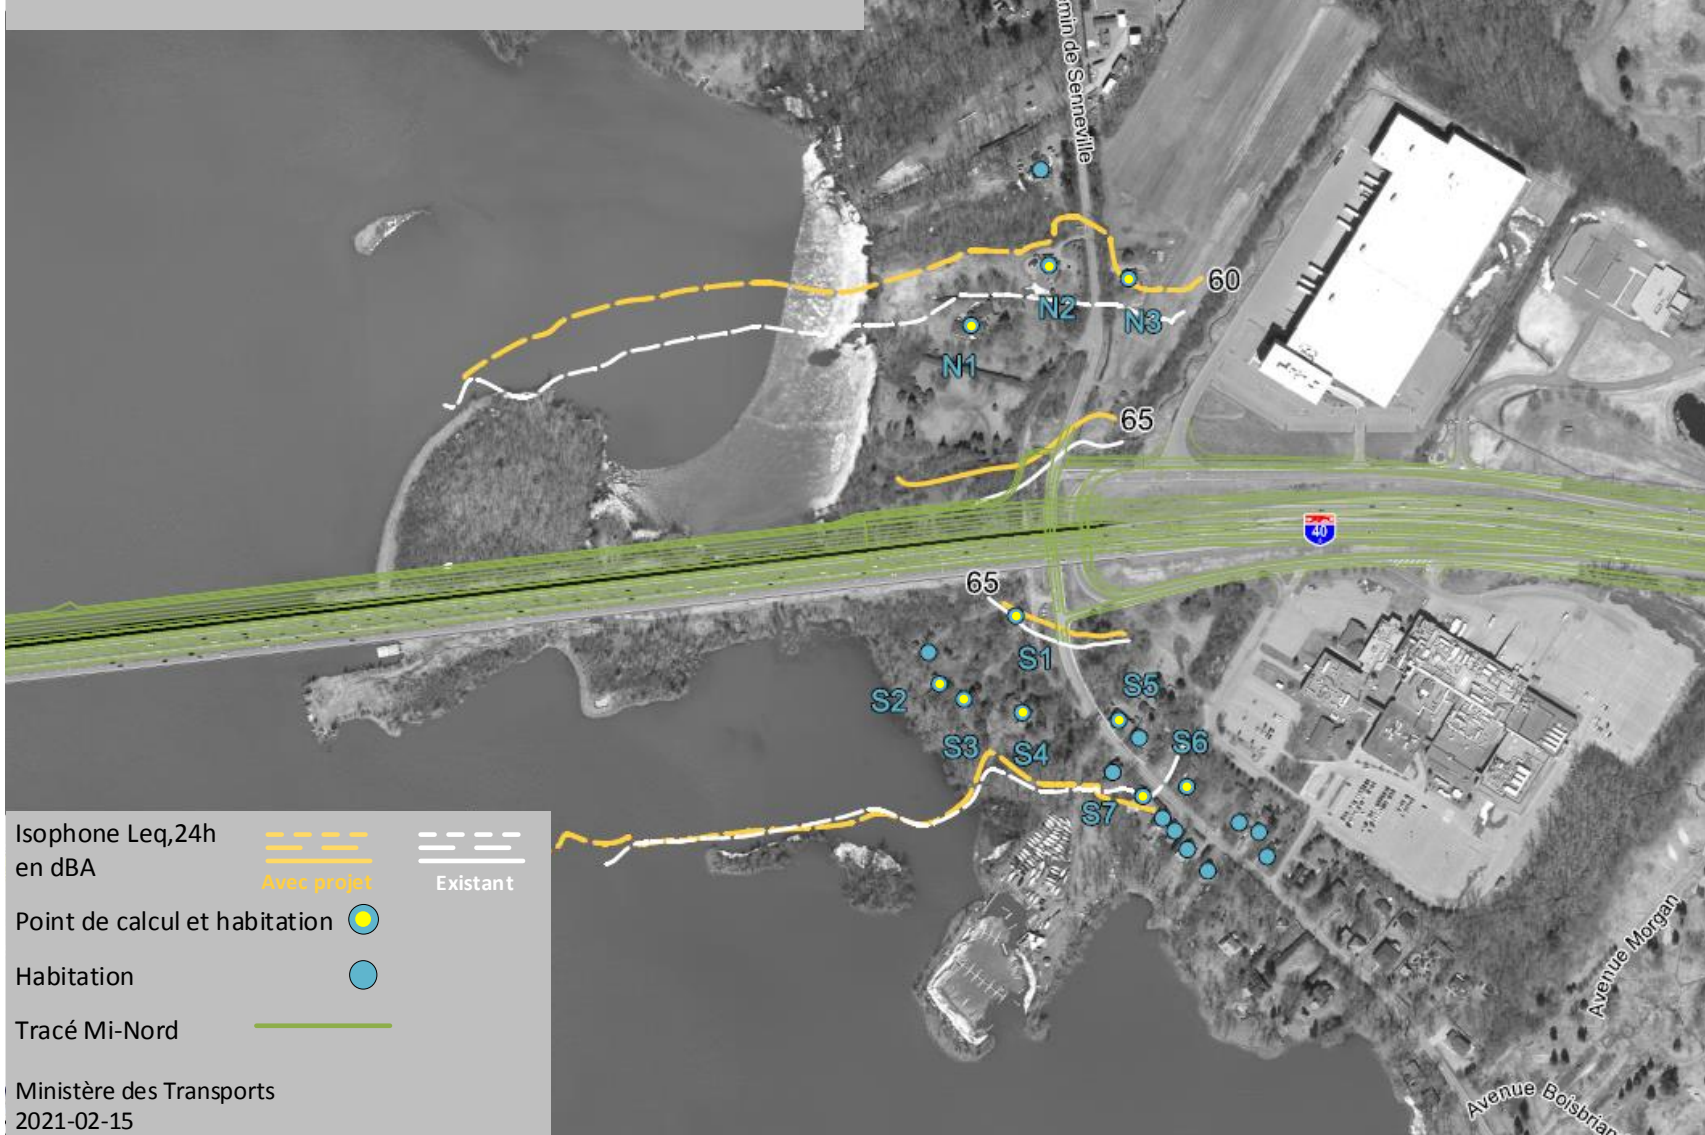 emin de Senneville
60
N2
N3
N1
65
40
65
S1
S5
S2
S3
S4
S6
S7
Isophone Leq,24h
en dBA
Avec projet
Existant
Point de calcul et habitation
Habitation
Tracé Mi-Nord
Ministère des Transports
2021-02-15
Avenue Morgan
Avenue Boisbrian